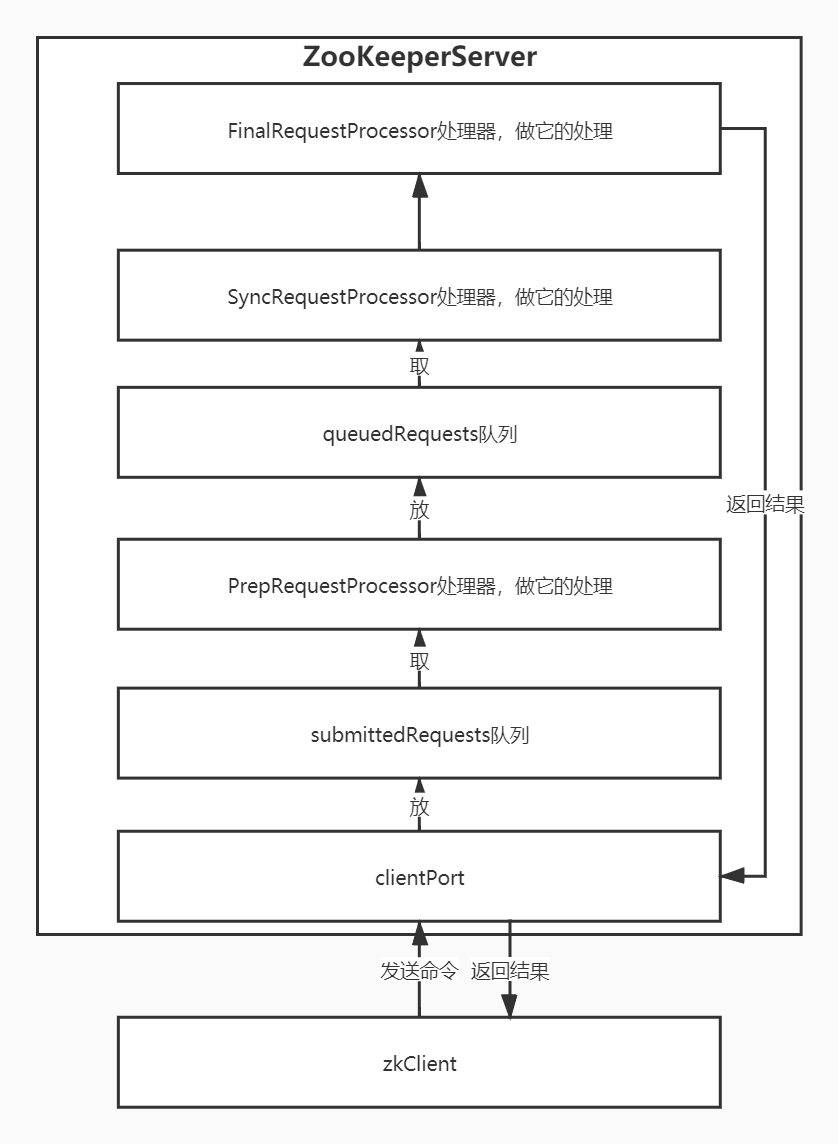 ZooKeeperServer
FinalRequestProcessor处理器，做它的处理
SyncRequestProcessor处理器，做它的处理
取
queuedRequests队列
返回结果
放
PrepRequestProcessor处理器，做它的处理
取
submittedRequests队列
放
clientPort
发送命令
返回结果
zkClient